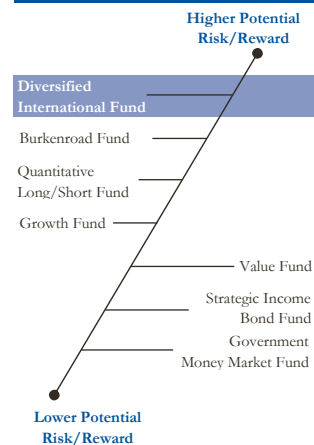 Higher Potential
Risk/Reward
Diversified
International Fund
Burkenroad Fund
Quantitative
Long/Short Fund
Growth Fund
Value Fund
Strategic Income
Bond Fund
Government
Money Market Fund
Lower Potential
Risk/Reward